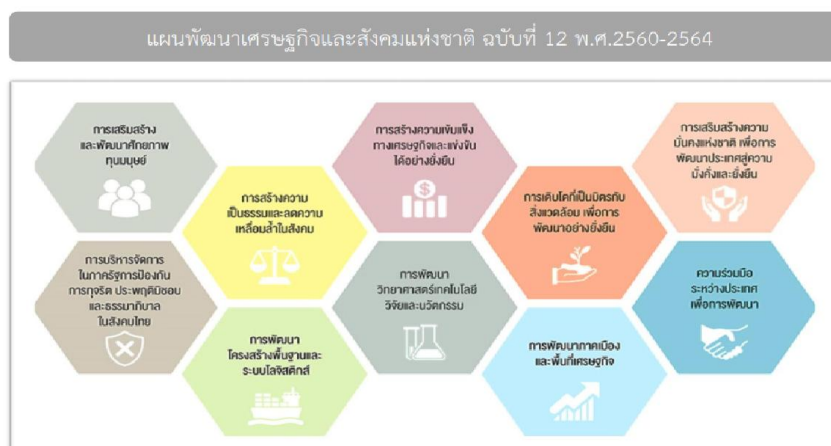 แผนพัฒนาเศรษฐกิจและสังคมแห่งชาติ ฉบับที่ 12 พ.ศ.2560-2564
การเสริมสร้าง
และพัฒนาศักยภาพ
ทุนมนุษย์
การสร้างความ
เป็นธรรมและลดความ
เหลื่อมล้ำในสังคม
การสร้างความเข้มแข็ง
ทางเศรษฐกิจและแข่งขัน
ได้อย่างยั่งยืน
การเติบโตที่เป็นมิตรกับ
สิ่งแวดล้อม เพื่อการ
พัฒนาอย่างยั่งยืน
การเสริมสร้างความ
มั่นคงแห่งชาติ เพื่อการ
พัฒนาประเทศสู่ความ
มั่งคั่งและยั่งยืน
การบริหารจัดการ
ในภาครัฐการป้องกัน
การทุจริต ประพฤติมิชอบ
และธรรมาภิบาล
ในสังคมไทย
การพัฒนา
โครงสร้างพื้นฐานและ
ระบบโลจิสติกส์
การพัฒนา
วิทยาศาสตร์เทคโนโลยี
วิจัยและนวัตกรรม
การพัฒนาภาคเมือง
และพื้นที่เศรษฐกิจ
ความร่วมมือ
ระหว่างประเทศ
เพื่อการพัฒนา